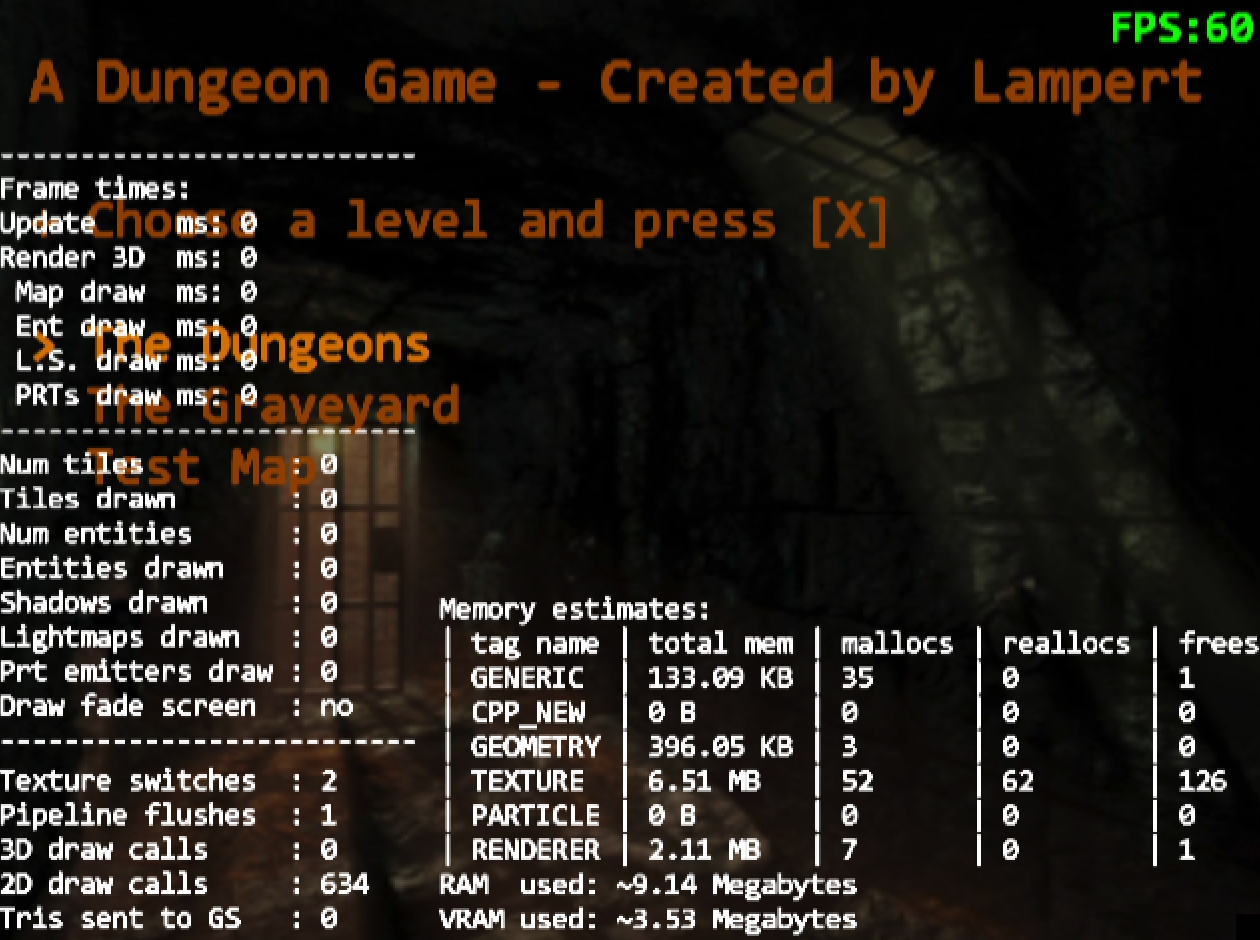 FPS:60
A Dungeon Game - Created by Lampert
---------------------------
Frame times:
Choose a level and press [X]
Update ms: 0
Render 3D ms: 0
Map draw ms: 0
Ent draw ms: 0
> The Dungeons
L.S. draw ms: 0
PRTs draw ms: 0
The Graveyard
---------------------------
Num tiles : 0
Test Map
Tiles drawn : 0
Num entities : 0
Entities drawn : 0
Shadows drawn : 0
Lightmaps drawn : 0
Prt emitters draw : 0
Draw fade screen : no
---------------------------
Texture switches : 2
Pipeline flushes : 1
3D draw calls : 0
2D draw calls : 634
Tris sent to GS : 0
Memory estimates:
| tag name | total mem | mallocs | reallocs | frees
| GENERIC | 133.09 KB | 35 | 0 | 1
| CPP_NEW | 0 B | 0 | 0 | 0
| GEOMETRY | 396.05 KB | 3 | 0 | 0
| TEXTURE | 6.51 MB | 52 | 62 | 126
| PARTICLE | 0 B | 0 | 0 | 0
| RENDERER | 2.11 MB | 7 | 0 | 1
RAM used: ~9.14 Megabytes
VRAM used: ~3.53 Megabytes